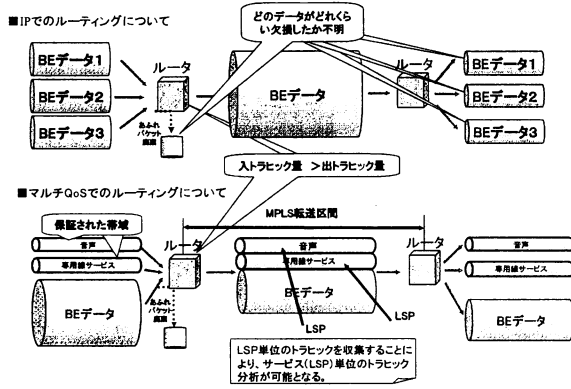 ■IPでのルーティングについて
どのデータがどれくら
い欠損したか不明
BEデータ1
BEデータ2
BEデータ3
ルータ
あふれ
パケット
廃棄
BEデータ
ルータ
BEデータ1
BEデータ2
BEデータ3
入トラヒック量 >出トラヒック量
■マルチQoSでのルーティングについて
保証された帯域
MPLS転送区間
音声
専用線サービス
BEデータ
ルータ
あふれ
パケット
廃棄
音声
専用線サービス
BEデータ
LSP
LSP
ルータ
音声
専用線サービス
BEデータ
LSP単位のトラヒックを収集することに
より、サービス(LSP)単位のトラヒック
分析が可能となる。